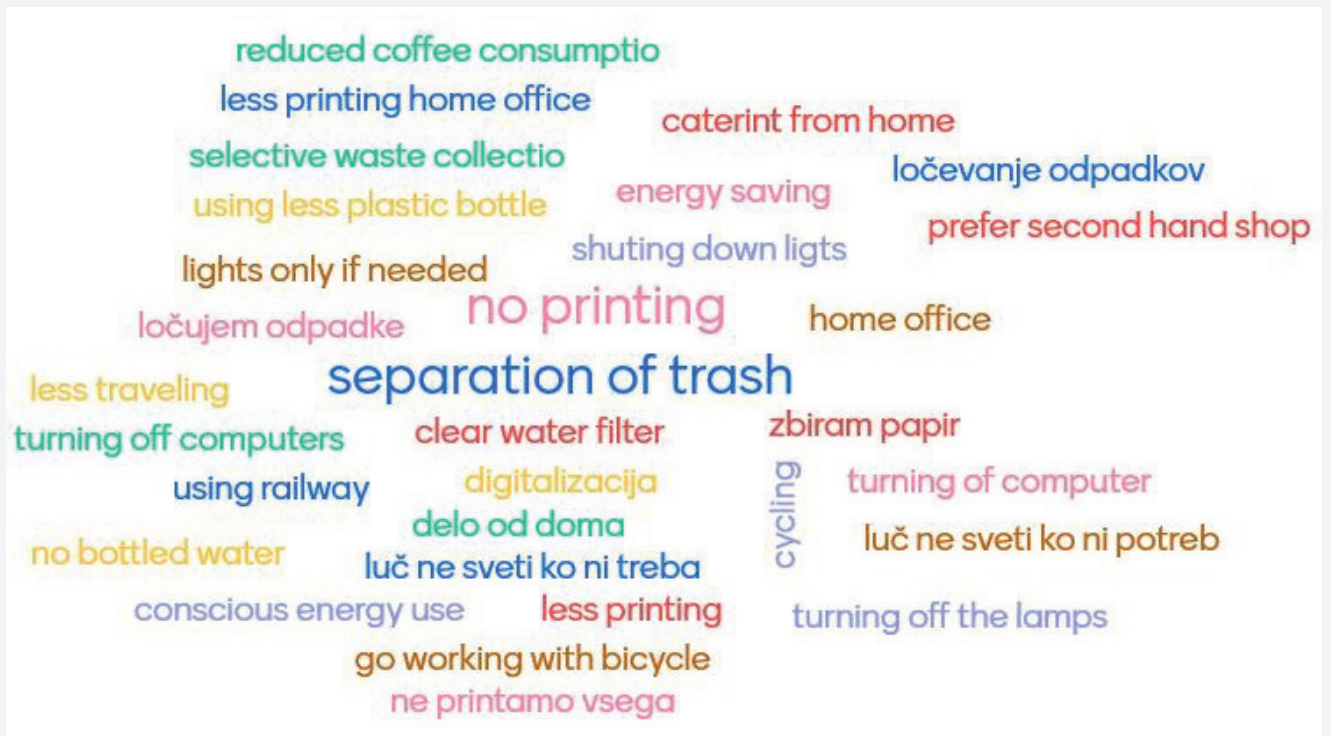 reduced coffee consumptio
less printing home office
caterint from home
selective waste collectio
ločevanje odpadkov
energy saving
using less plastic bottle
prefer second hand shop
shuting down ligts
lights only if needed
no printing
home office
ločujem odpadke
separation of trash
less traveling
clear water filter
zbiram papir
turning off computers
using railway
digitalizacija
cycling
turning of computer
delo od doma
luč ne sveti ko ni potreb
no bottled water
luč ne sveti ko ni treba
conscious energy use
less printing
turning off the lamps
go working with bicycle
ne printamo vsega